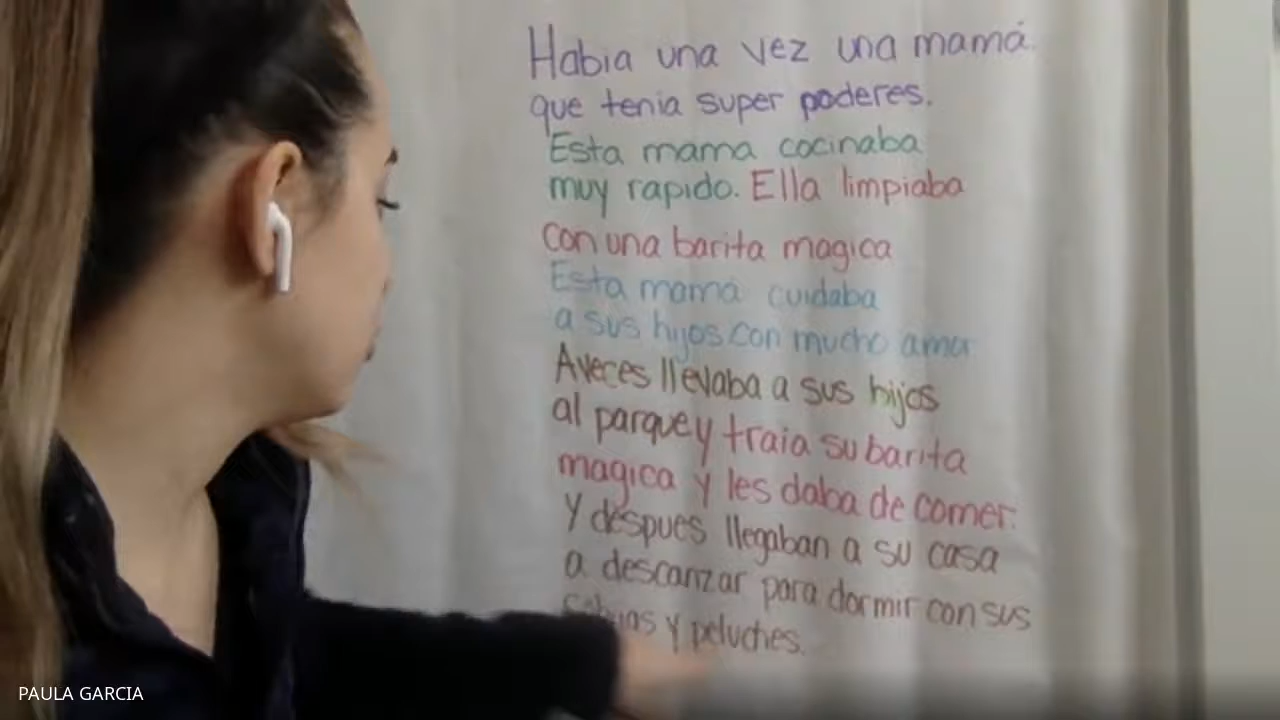 Habia una vez una mamá.
que tenia super poderes.
Esta mama cocinaba
muy rapido. Ella limpiaba
con una barita magica
Esta mamá cuidaba
a sus hijos con mucho amor
Aveces llevaba a sus hijos
al parque y traia su barita
magica y les daba de comer.
Y despues llegaban a su casa
a descanzar para dormir con sus
y peluches.
PAULA GARCIA